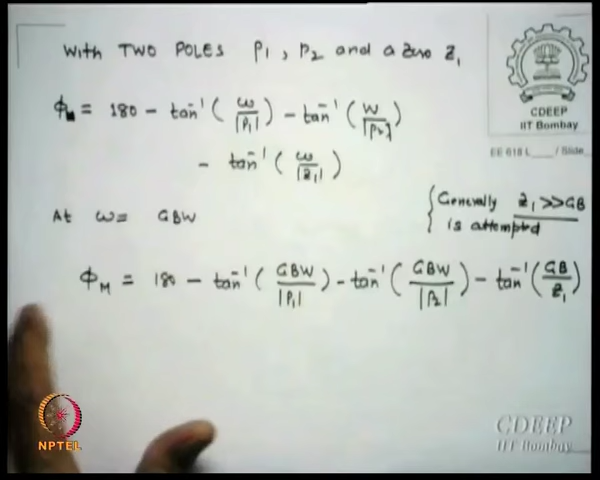 With TWO POLES P1, P2 and a zero Z1
CDEEP
IIT Bombay
EE 618 L___ / Slide
ϕM = 180 - tan⁻¹(ω/|P1|) - tan⁻¹(ω/|P2|)
- tan⁻¹(ω/|Z1|)
At ω = GBW
{Generally Z1 >> GB
is attempted
ϕM = 180 - tan⁻¹(GBW/|P1|) - tan⁻¹(GBW/|P2|) - tan⁻¹(GB/Z1)
NPTEL
CDEEP
IIT Bombay